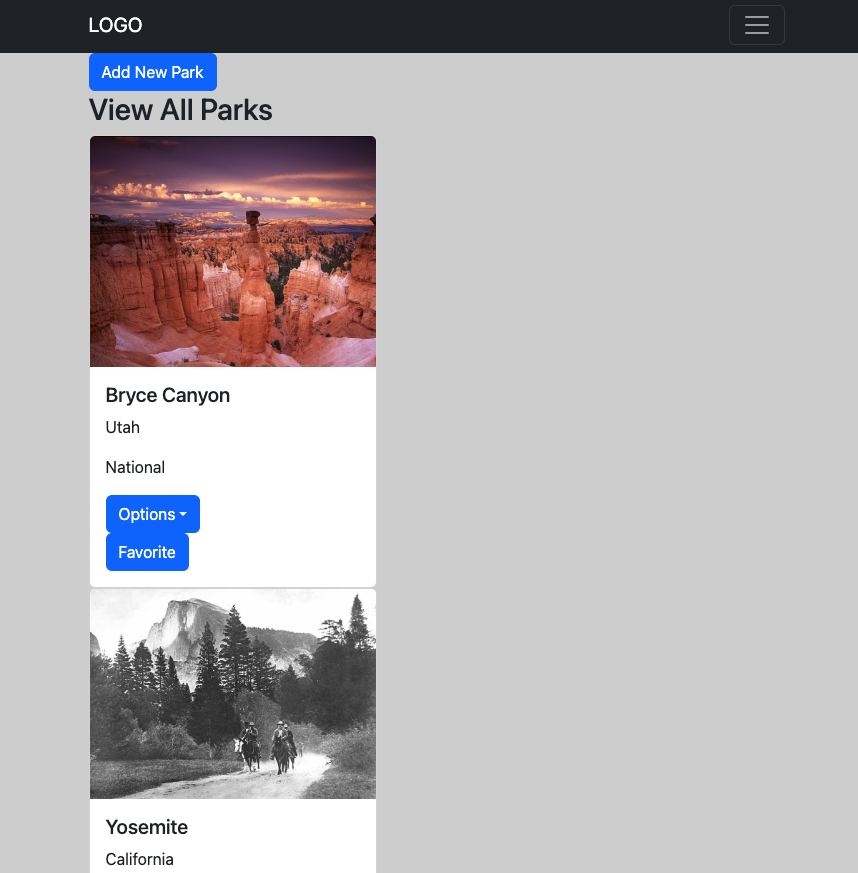 LOGO
Add New Park
View All Parks
Bryce Canyon
Utah
National
Options
Favorite
Yosemite
California